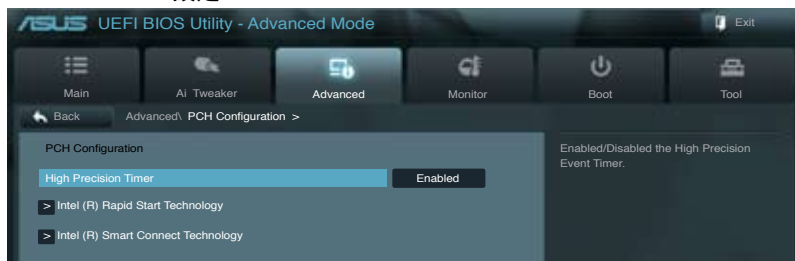 ASUS UEFI BIOS Utility - Advanced Mode
Exit
Main Ai Tweaker Advanced Monitor Boot Tool
Back Advanced\ PCH Configuration >
PCH Configuration
High Precision Timer Enabled
> Intel (R) Rapid Start Technology
> Intel (R) Smart Connect Technology
Enabled/Disabled the High Precision
Event Timer.